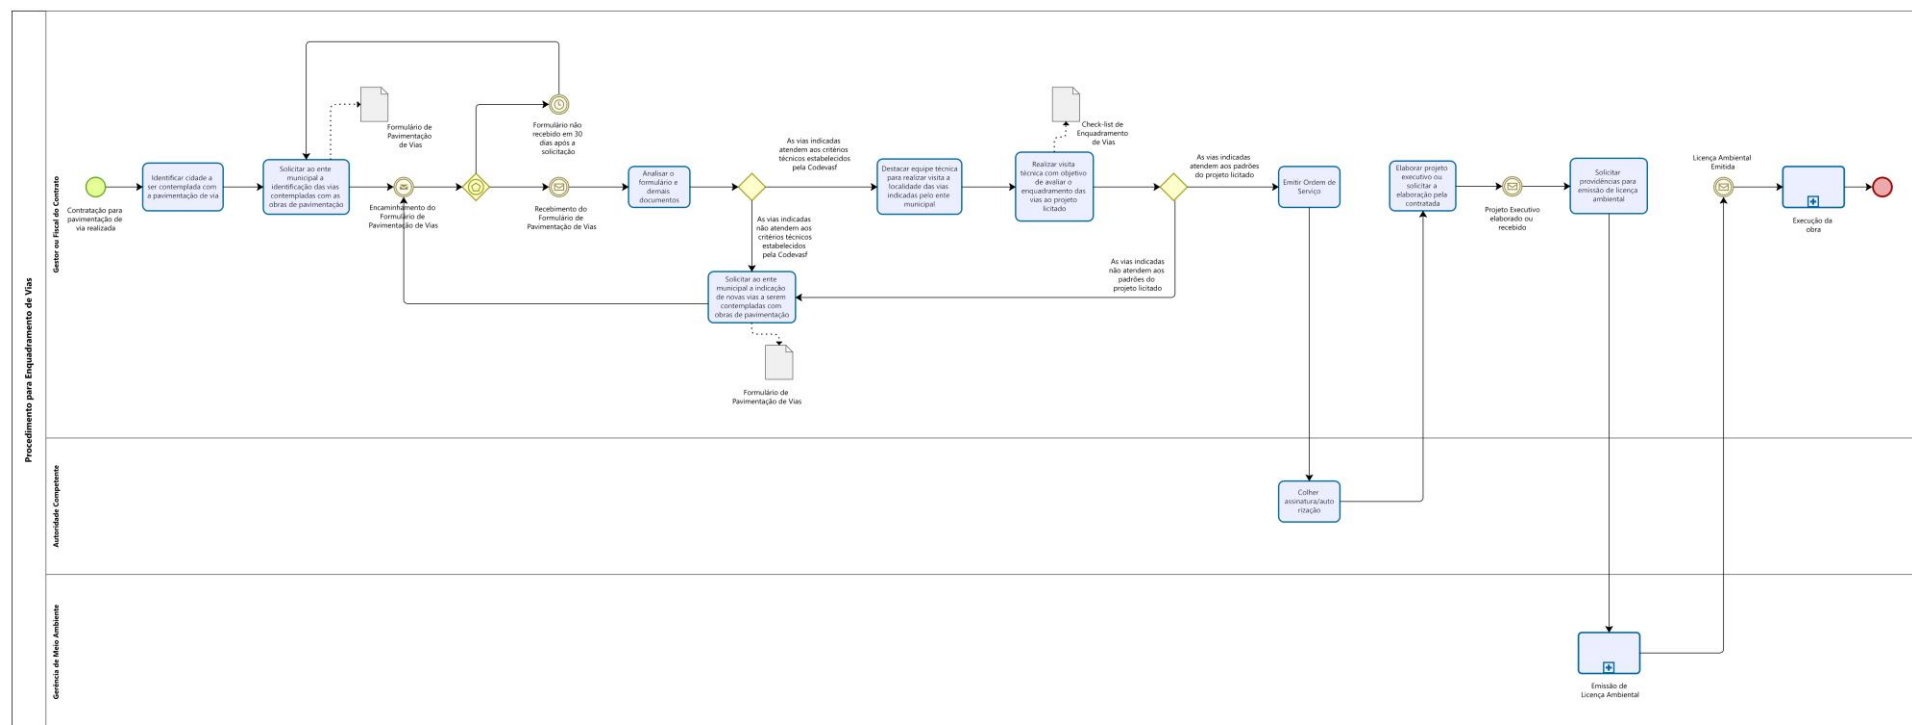 Procedimento para Enquadramento de Vias
Gestor ou Fiscal do Contrato
Contratação para
pavimentação de
via realizada
Identificar cidade a
ser contemplada com
a pavimentação de via
Solicitar ao ente
municipal a
identificação das vias
contempladas com as
obras de pavimentação
Formulário de
Pavimentação
de Vias
Encaminhamento do
Formulário de
Pavimentação de Vias
Formulário não
recebido em 30
dias após a
solicitação
Recebimento do
Formulário de
Pavimentação de Vias
Analisar o
formulário e
demais
documentos
As vias indicadas
atendem aos critérios
técnicos estabelecidos
pela Codevasf
As vias indicadas
não atendem aos
critérios técnicos
estabelecidos
pela Codevasf
Solicitar ao ente
municipal a indicação
de novas vias a serem
contempladas com
obras de pavimentação
Formulário de
Pavimentação de Vias
Destacar equipe técnica
para realizar visita a
localidade das vias
indicadas pelo ente
municipal
Realizar visita
técnica com objetivo
de avaliar o
enquadramento das
vias ao projeto
licitado
Check-list de
Enquadramento
de Vias
As vias indicadas
atendem aos padrões
do projeto licitado
As vias indicadas
não atendem aos
padrões do
projeto licitado
Emitir Ordem de
Serviço
Elaborar projeto
executivo ou
solicitar a
elaboração pela
contratada
Projeto Executivo
elaborado ou
recebido
Solicitar
providências para
emissão de licença
ambiental
Licença Ambiental
Emitida
Execução da
obra
Autoridade Competente
Colher
assinatura/auto
rização
Gerência de Meio Ambiente
Emissão de
Licença Ambiental